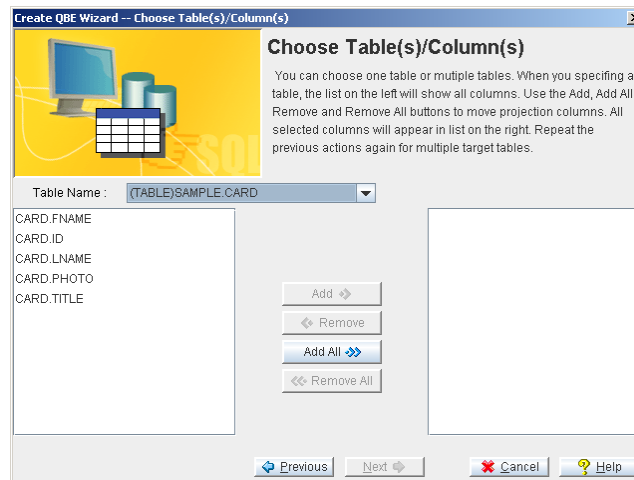 Create QBE Wizard -- Choose Table(s)/Column(s)
Choose Table(s)/Column(s)
You can choose one table or mutiple tables. When you specifing a
table, the list on the left will show all columns. Use the Add, Add All
Remove and Remove All buttons to move projection columns. All
selected columns will appear in list on the right. Repeat the
previous actions again for multiple target tables.
SQL
Table Name :
(TABLE)SAMPLE.CARD
CARD.FNAME
CARD.ID
CARD.LNAME
CARD.PHOTO
CARD.TITLE
Add
Remove
Add All
Remove All
Previous
Next
Cancel
Help